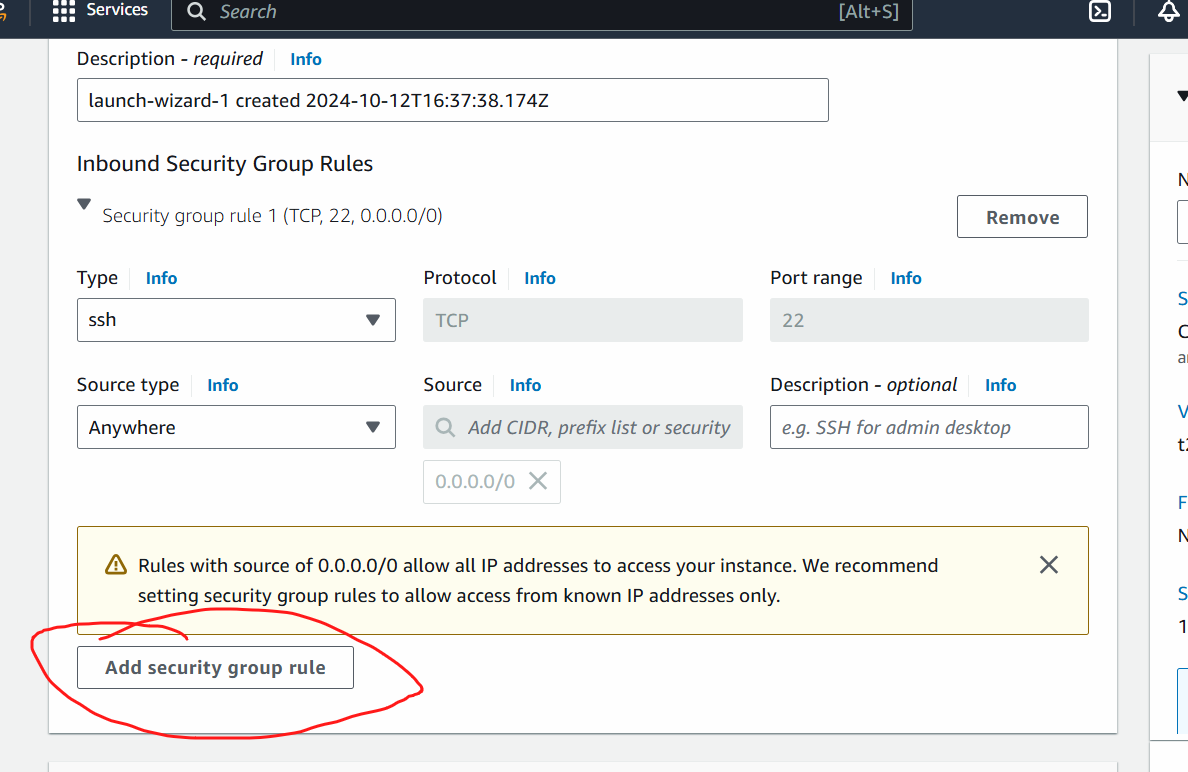 Services
Search
[Alt+S]
Description - required Info
launch-wizard-1 created 2024-10-12T16:37:38.174Z
Inbound Security Group Rules
Security group rule 1 (TCP, 22, 0.0.0.0/0)
Remove
Type Info
Protocol Info
Port range Info
ssh
TCP
22
Source type Info
Source Info
Description - optional Info
Anywhere
Add CIDR, prefix list or security
e.g. SSH for admin desktop
0.0.0.0/0
Rules with source of 0.0.0.0/0 allow all IP addresses to access your instance. We recommend
setting security group rules to allow access from known IP addresses only.
Add security group rule